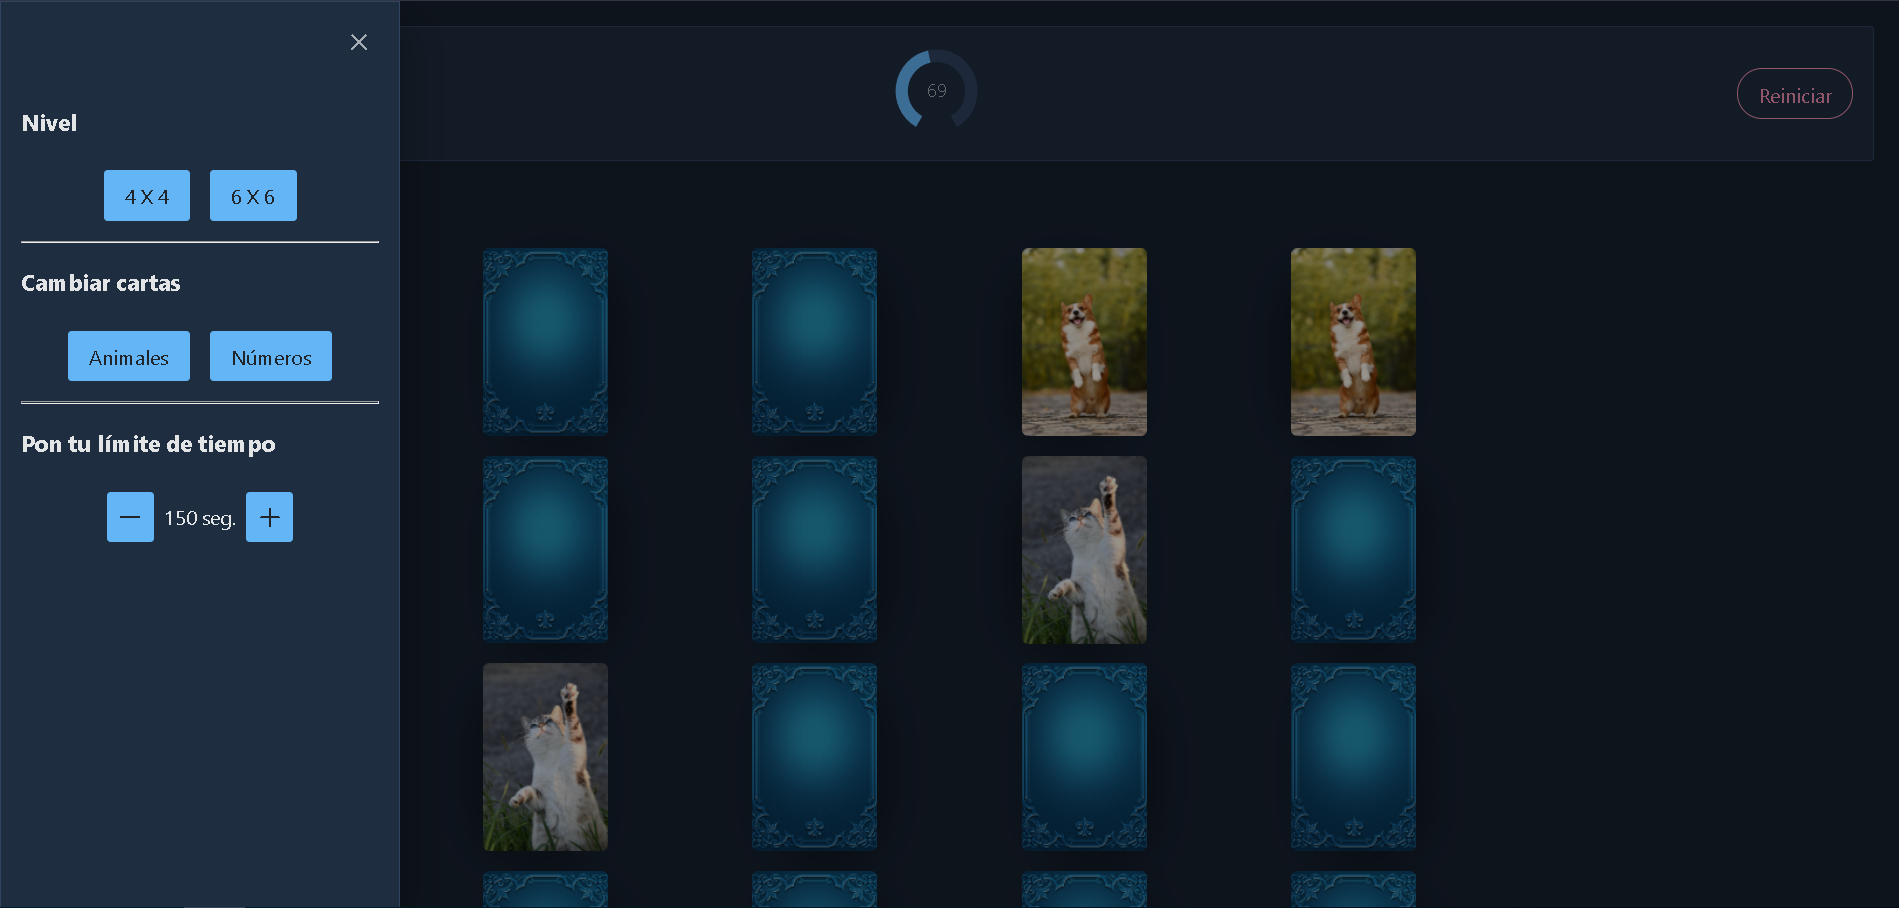 Nivel
4 X 4
6 X 6
Cambiar cartas
Animales
Números
Pon tu límite de tiempo
150 seg.
69
Reiniciar